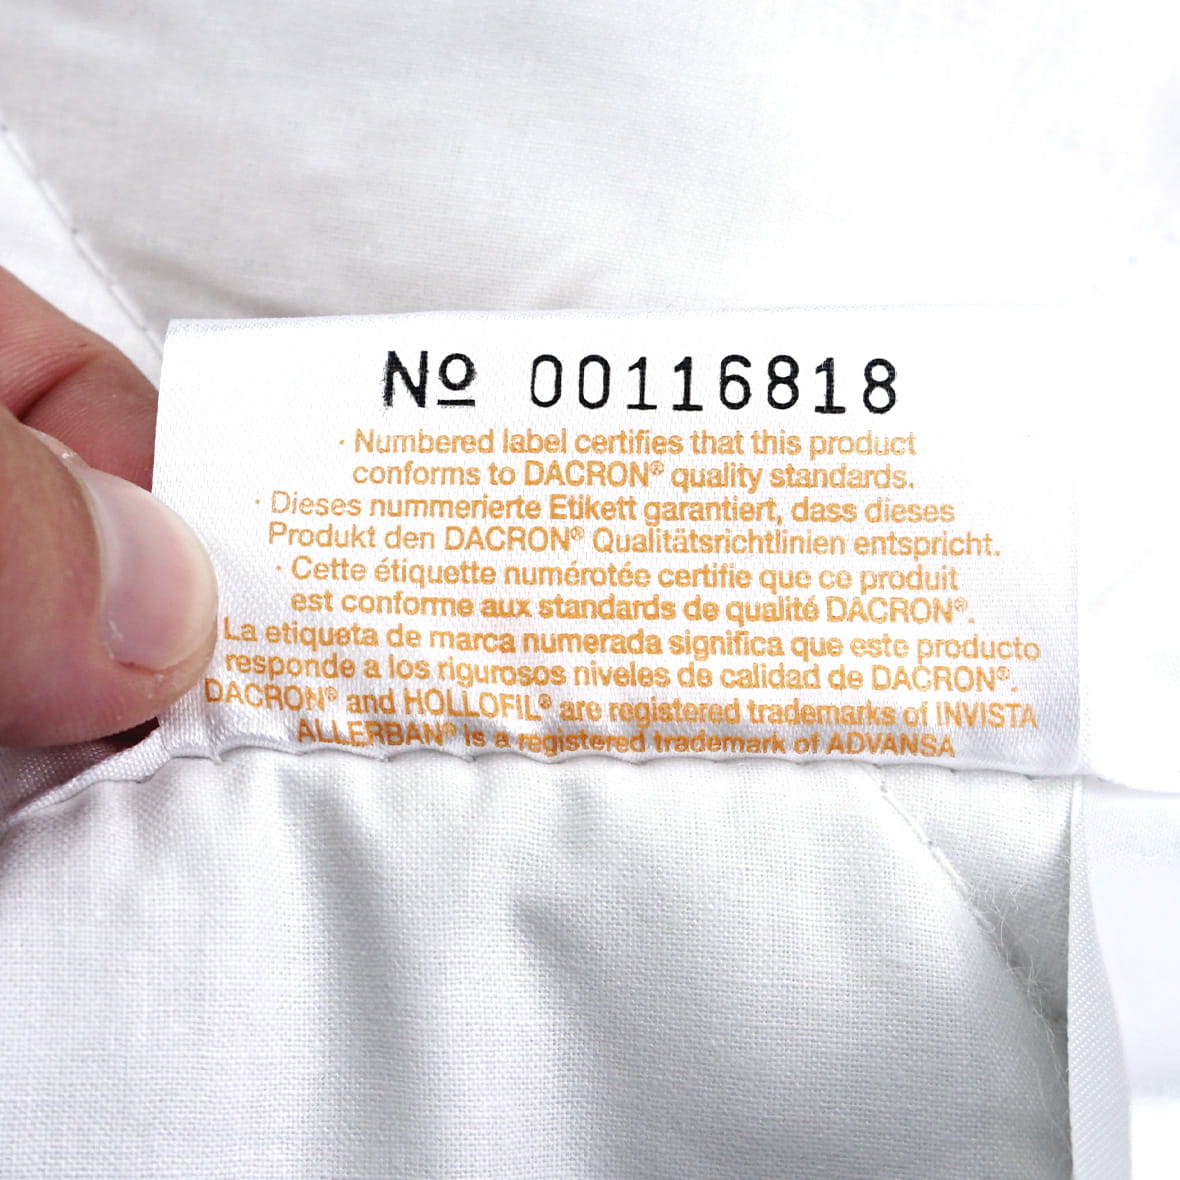 Nº 00116818
· Numbered label certifies that this product
conforms to DACRON® quality standards.
· Dieses nummerierte Etikett garantiert, dass dieses
Produkt den DACRON® Qualitätsrichtlinien entspricht.
· Cette étiquette numérotée certifie que ce produit
est conforme aux standards de qualité DACRON®.
La etiqueta de marca numerada significa que este producto
responde a los rigurosos niveles de calidad de DACRON®.
DACRON® and HOLLOFIL® are registered trademarks of INVISTA
ALLERBAN® is a registered trademark of ADVANSA